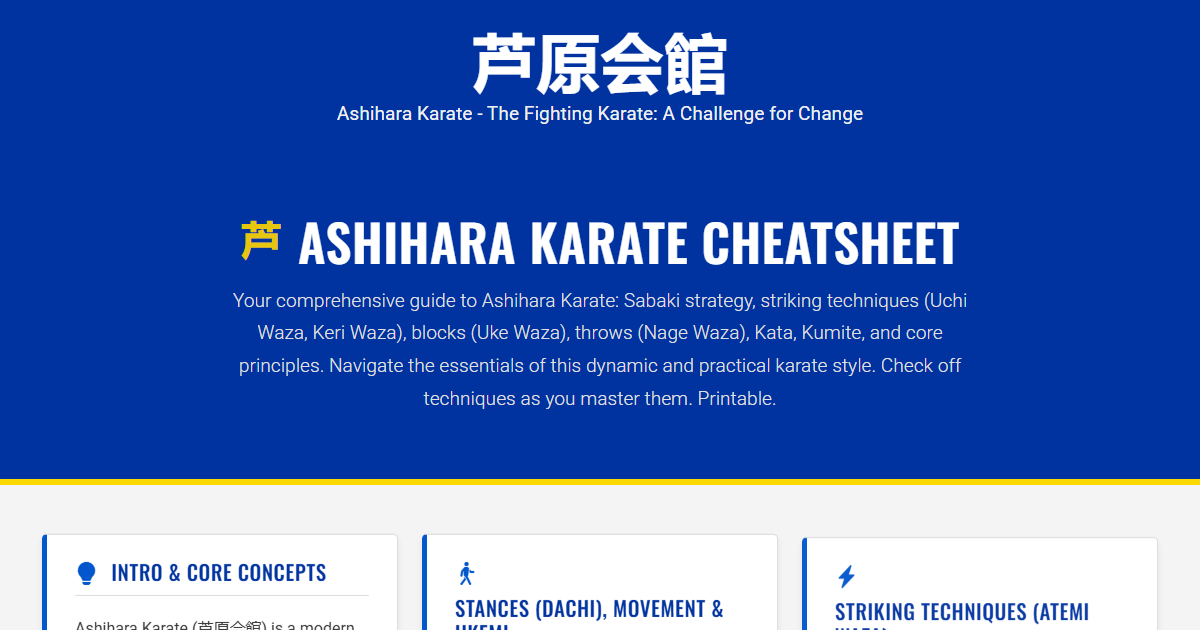 芦原会館
Ashihara Karate - The Fighting Karate: A Challenge for Change
芦 ASHIHARA KARATE CHEATSHEET
Your comprehensive guide to Ashihara Karate: Sabaki strategy, striking techniques (Uchi
Waza, Keri Waza), blocks (Uke Waza), throws (Nage Waza), Kata, Kumite, and core
principles. Navigate the essentials of this dynamic and practical karate style. Check off
techniques as you master them. Printable.
INTRO & CORE CONCEPTS
Ashihara Karate (芦原会館) is a modern
STANCES (DACHI), MOVEMENT &
UKEMI
STRIKING TECHNIQUES (ATEMI
WAZA)